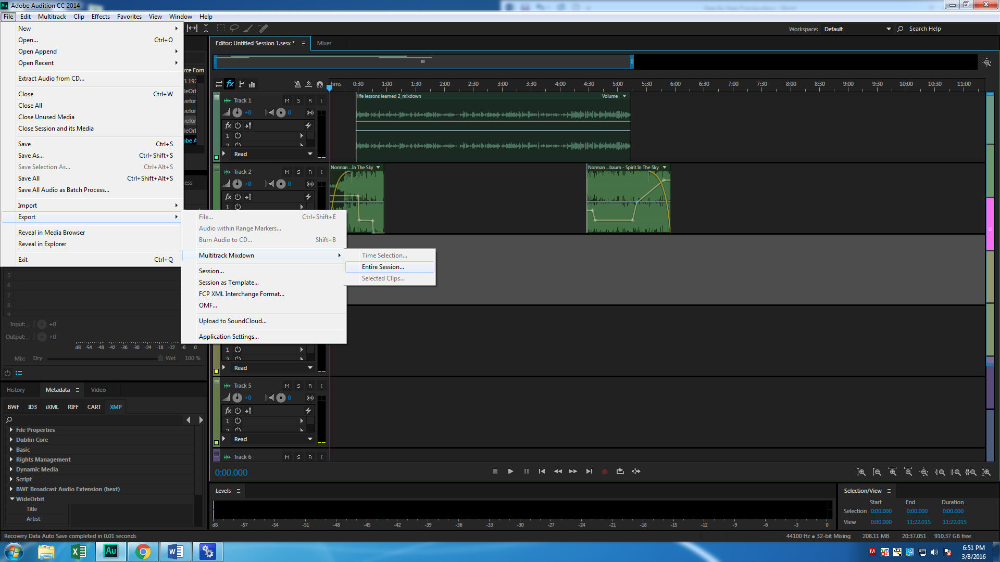 Au Adobe Audition CC 2014
File Edit Multitrack Clip Effects Favorites View Window Help
New
Open... Ctrl+O
Open Append
Open Recent
Extract Audio from CD...
Close Ctrl+W
Close All
Close Unused Media
Close Session and its Media
Save Ctrl+S
Save As... Ctrl+Shift+S
Save Selection As... Ctrl+Alt+S
Save All Ctrl+Shift+Alt+S
Save All Audio as Batch Process...
Import
Export
Reveal in Media Browser
Reveal in Explorer
Exit Ctrl+Q
File... Ctrl+Shift+E
Audio within Range Markers...
Burn Audio to CD... Shift+B
Multitrack Mixdown
Session...
Session as Template...
FCP XML Interchange Format...
OMF...
Upload to SoundCloud...
Application Settings...
Time Selection...
Entire Session...
Selected Clips...
Workspace: Default Search Help
Editor: Untitled Session 1.sesx * Mixer
hms 0:30 1:00 1:30 2:00 2:30 3:00 3:30 4:00 4:30 5:00 5:30 6:00 6:30 7:00 7:30 8:00 8:30 9:00 9:30 10:00 10:30 11:00
Track 1 M S R I
life lessons learned 2_mixdown Volume
+0 0
fx
1
2
Read
Track 2 M S R I
Norman ...In The Sky
Norman ...baum - Spirit In The Sky
+0 0
fx
1
1
2
Read
Track 5 M S R I
+0 0
fx
1
2
Read
Track 6 M S R I
0:00.000
rce Form
3 192
deOrb
vefor
vefor
vefor
deOrb
obe A
ess
5
6
7
8
9
Input: +0
Output: +0
dB -54 -48 -42 -36 -30 -24 -18 -12 -6 0
Mix: Dry Wet 100 %
History Metadata Video
BWF ID3 iXML RIFF CART XMP
File Properties
Dublin Core
Basic
Rights Management
Dynamic Media
Script
BWF Broadcast Audio Extension (bext)
WideOrbit
Title
Artist
Levels
dB -57 -54 -51 -48 -45 -42 -39 -36 -33 -30 -27 -24 -21 -18 -15 -12 -9 -6 -3 0
Selection/View
Start End Duration
Selection 0:00.000 0:00.000 0:00.000
View 0:00.000 11:22.015 11:22.015
Recovery Data Auto Save completed in 0.01 seconds
44100 Hz ● 32-bit Mixing 208.11 MB 20:37.051 910.37 GB free
Au
6:51 PM
3/8/2016